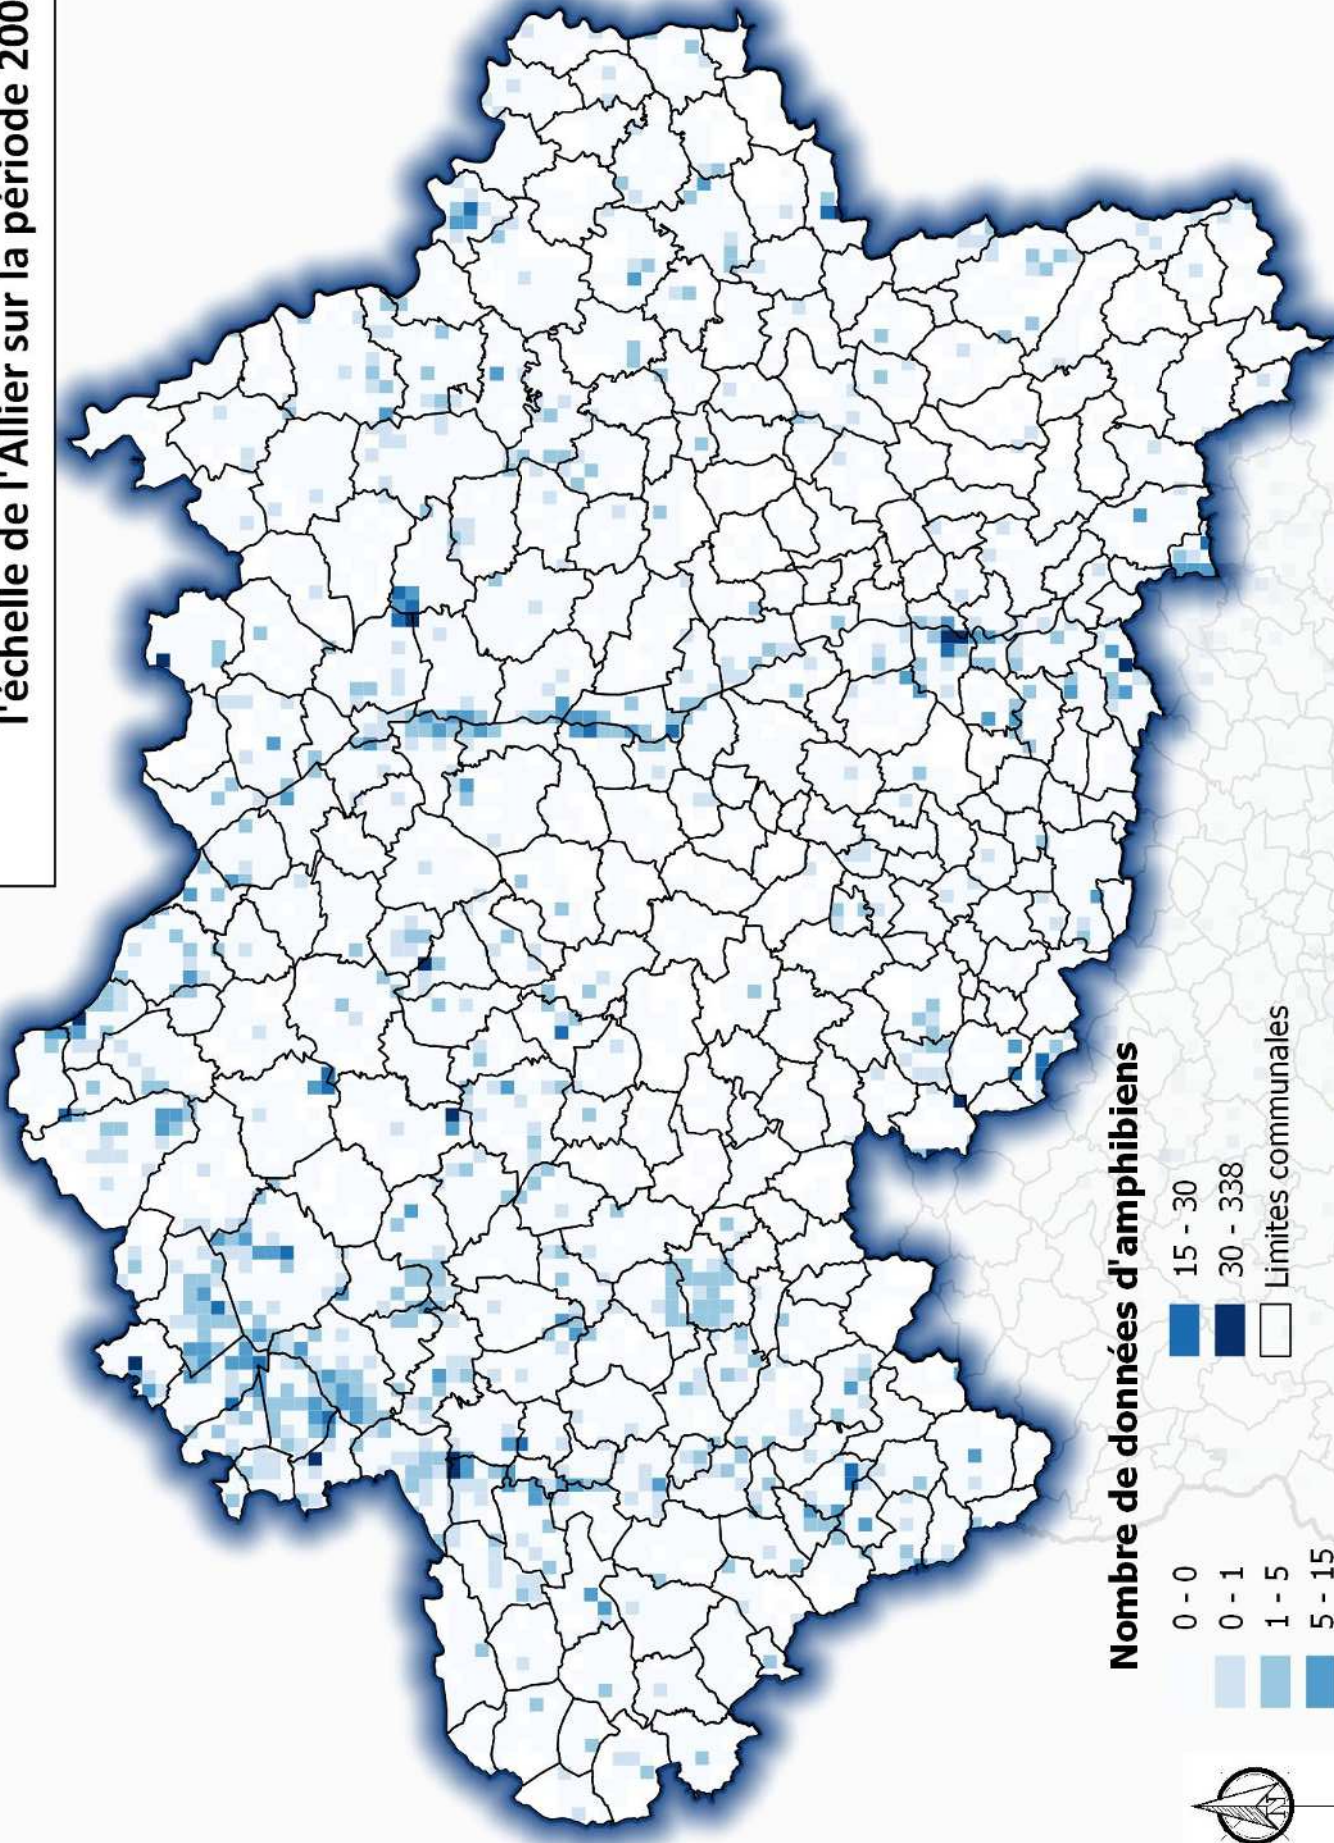 l'échelle de l'Allier sur la période 200
Nombre de données d'amphibiens
0 - 0
0 - 1
1 - 5
5 - 15
15 - 30
30 - 338
Limites communales
N